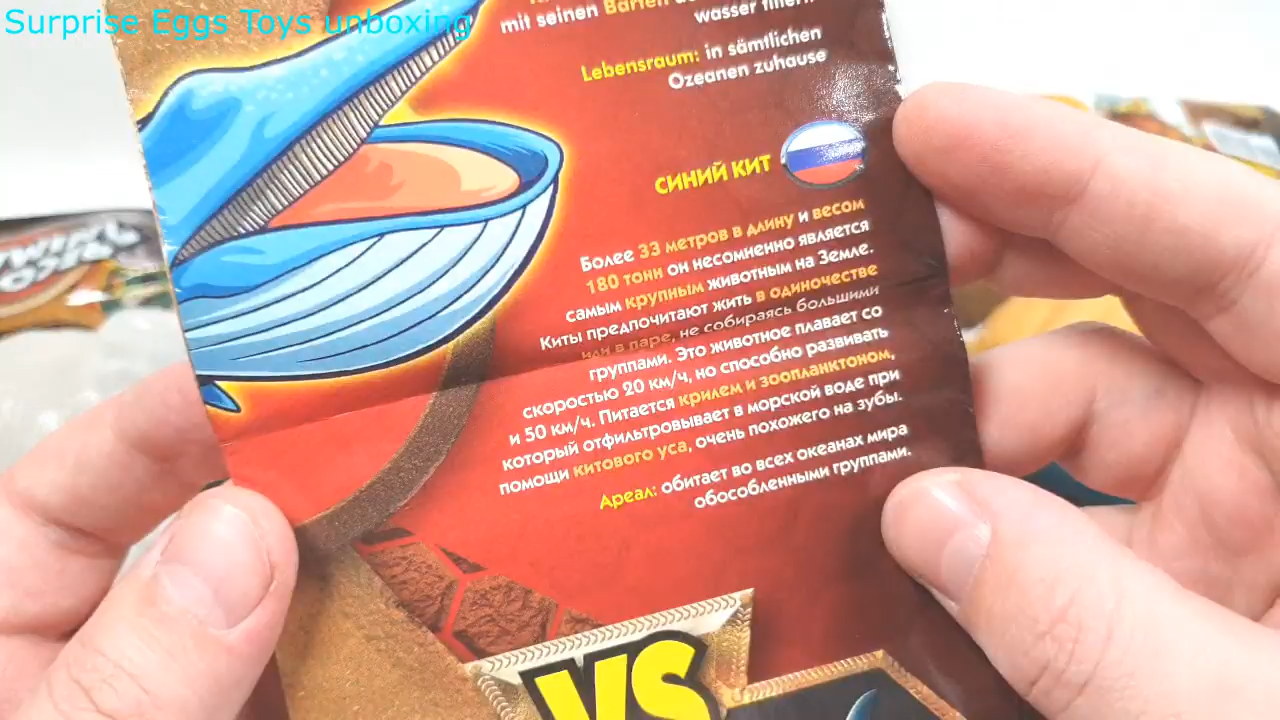 Surprise Eggs Toys unboxing
mit seinen Barten
wasser
Lebensraum: in sämtlichen
Ozeanen zuhause
СИНИЙ КИТ
Более 33 метров в длину и весом
180 тонн он несомненно является
самым крупным животным на Земле.
Киты предпочитают жить в одиночестве
или в паре, не собираясь большими
группами. Это животное плавает со
скоростью 20 км/ч, но способно развивать
и 50 км/ч. Питается крилем и зоопланктоном,
который отфильтровывает в морской воде при
помощи китового уса, очень похожего на зубы.
Ареал: обитает во всех океанах мира
обособленными группами.
VS